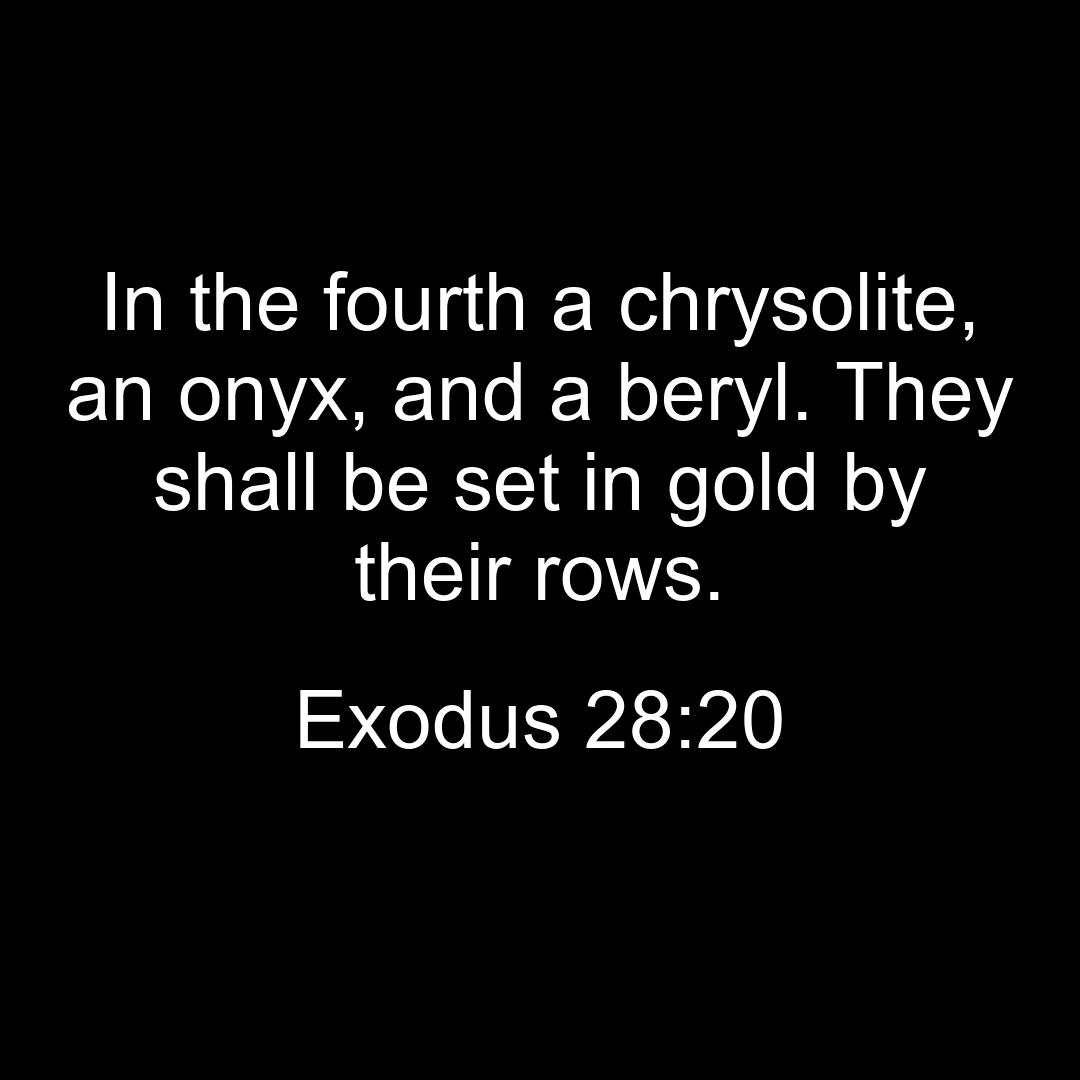 In the fourth a chrysolite,
an onyx, and a beryl. They
shall be set in gold by
their rows.
Exodus 28:20